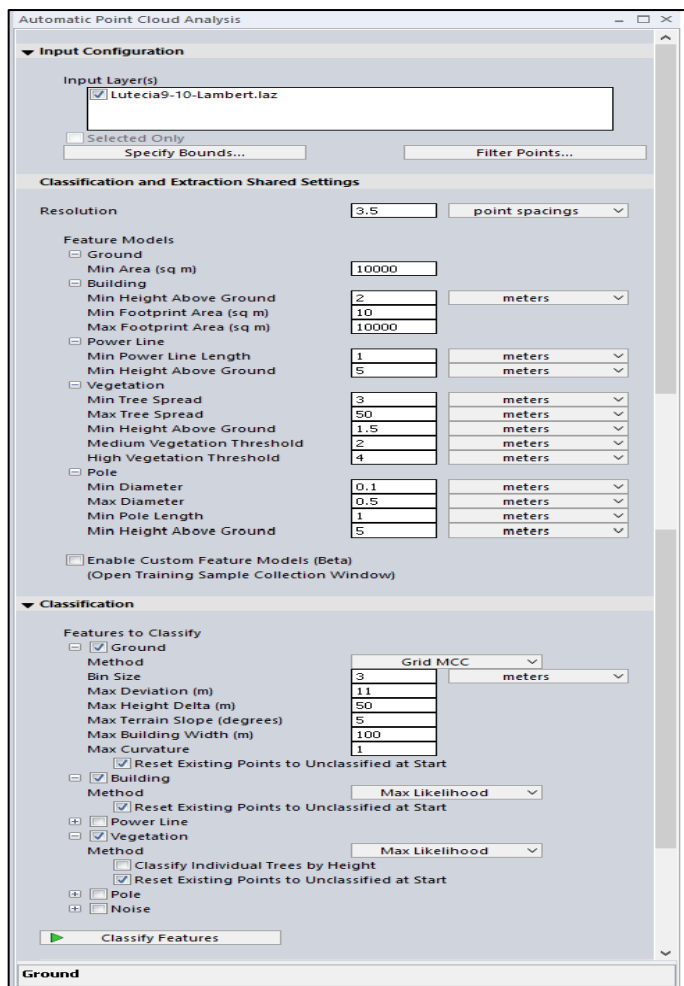 Automatic Point Cloud Analysis
Input Configuration
Input Layer(s)
Lutecia9-10-Lambert.laz
Selected Only
Specify Bounds... Filter Points...
Classification and Extraction Shared Settings
Resolution 3.5 point spacings
Feature Models
Ground
Min Area (sq m) 10000
Building
Min Height Above Ground 2 meters
Min Footprint Area (sq m) 10
Max Footprint Area (sq m) 10000
Power Line
Min Power Line Length 1 meters
Min Height Above Ground 5 meters
Vegetation
Min Tree Spread 3 meters
Max Tree Spread 50 meters
Min Height Above Ground 1.5 meters
Medium Vegetation Threshold 2 meters
High Vegetation Threshold 4 meters
Pole
Min Diameter 0.1 meters
Max Diameter 0.5 meters
Min Pole Length 1 meters
Min Height Above Ground 5 meters
Enable Custom Feature Models (Beta)
(Open Training Sample Collection Window)
Classification
Features to Classify
Ground
Method Grid MCC
Bin Size 3 meters
Max Deviation (m) 11
Max Height Delta (m) 50
Max Terrain Slope (degrees) 5
Max Building Width (m) 100
Max Curvature 1
Reset Existing Points to Unclassified at Start
Building
Method Max Likelihood
Reset Existing Points to Unclassified at Start
Power Line
Vegetation
Method Max Likelihood
Classify Individual Trees by Height
Reset Existing Points to Unclassified at Start
Pole
Noise
Classify Features
Ground